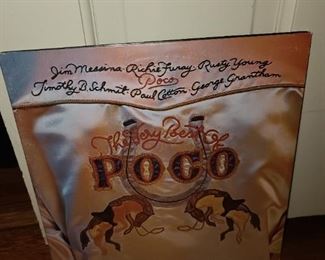 Jim Messina · Richie Furay · Rusty Young
Poco
Timothy B. Schmit · Paul Cotton · George Grantham
The Very Best Of
POCO